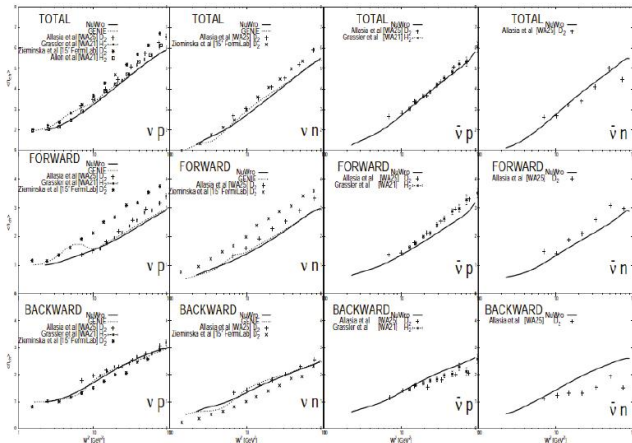 TOTAL
NuWro
GENIE
Allasia et al [WA25] D2
Grassler et al [WA21] H2
Zieminska et al [15' FermiLab] D2
Allen et al [WA21] H2
ν p
TOTAL
NuWro
GENIE
Allasia et al [WA25] D2
Zieminska et al [15' FermiLab] D2
ν n
TOTAL
NuWro
Allasia et al [WA25] D2
Grassler et al [WA21] H2
ν̄ p
TOTAL
NuWro
Allasia et al [WA25] D2
ν̄ n
FORWARD
NuWro
GENIE
Allasia et al [WA25] D2
Grassler et al [WA21] H2
Zieminska et al [15' FermiLab] D2
ν p
FORWARD
NuWro
GENIE
Allasia et al [WA25] D2
Zieminska et al [15' FermiLab] D2
ν n
FORWARD
NuWro
Allasia et al [WA25] D2
Grassler et al [WA21] H2
ν̄ p
FORWARD
NuWro
Allasia et al [WA25] D2
ν̄ n
BACKWARD
NuWro
GENIE
Allasia et al [WA25] D2
Grassler et al [WA21] H2
Zieminska et al [15' FermiLab] D2
ν p
BACKWARD
NuWro
GENIE
Allasia et al [WA25] D2
Zieminska et al [15' FermiLab] D2
ν n
BACKWARD
NuWro
Allasia et al [WA25] D2
Grassler et al [WA21] H2
ν̄ p
BACKWARD
NuWro
Allasia et al [WA25] D2
ν̄ n
W² [GeV²]
W² [GeV²]
W² [GeV²]
W² [GeV²]